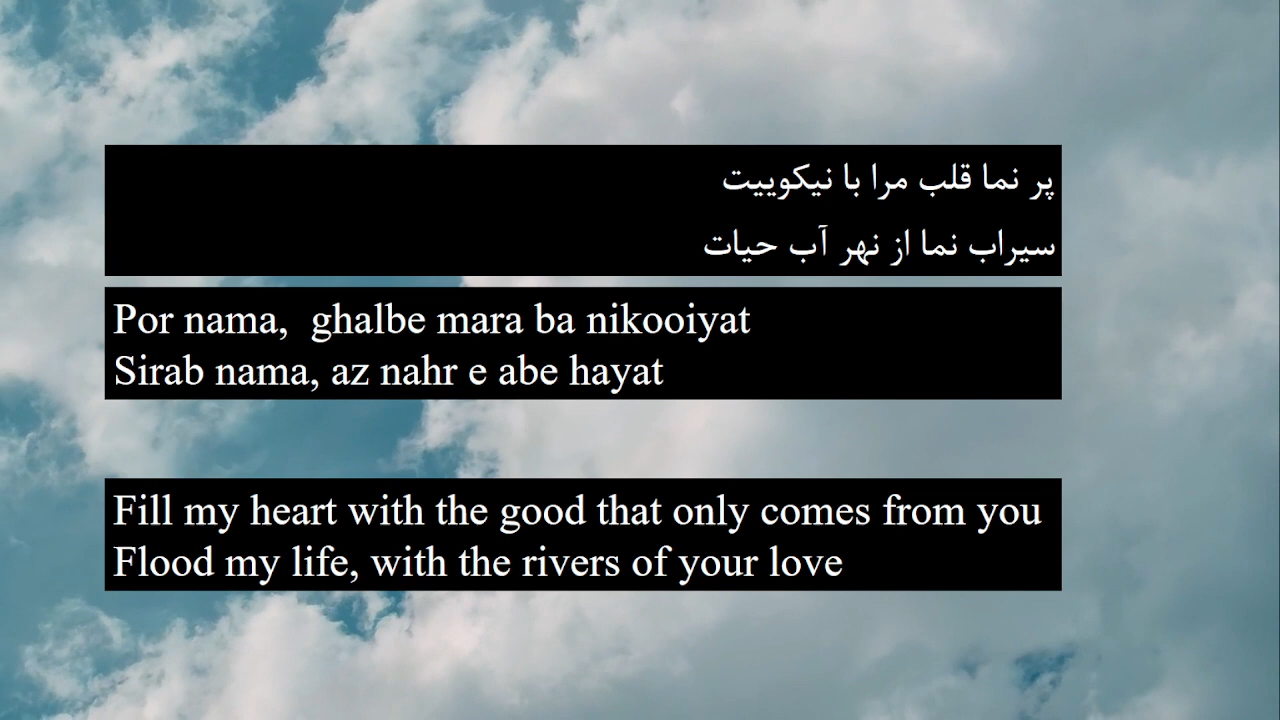 پر نما قلب مرا با نیکوییت
سیراب نما از نهر آب حیات
Por nama,  ghalbe mara ba nikooiyat
Sirab nama, az nahr e abe hayat
Fill my heart with the good that only comes from you
Flood my life, with the rivers of your love